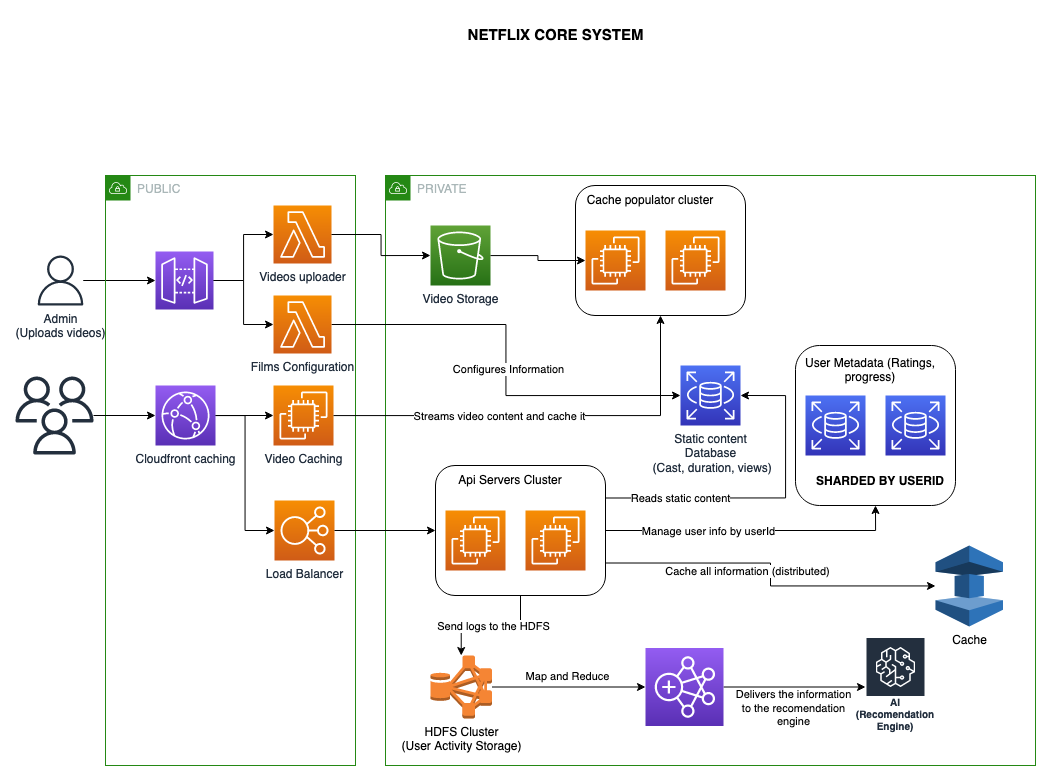 NETFLIX CORE SYSTEM
PUBLIC
PRIVATE
Cache populator cluster
Videos uploader
Video Storage
Admin
(Uploads videos)
Films Configuration
Configures Information
User Metadata (Ratings,
progress)
Streams video content and cache it
Static content
Database
(Cast, duration, views)
Cloudfront caching
Video Caching
SHARDED BY USERID
Api Servers Cluster
Reads static content
Manage user info by userId
Load Balancer
Cache all information (distributed)
Cache
Send logs to the HDFS
Map and Reduce
Delivers the information
to the recomendation
engine
AI
(Recomendation
Engine)
HDFS Cluster
(User Activity Storage)